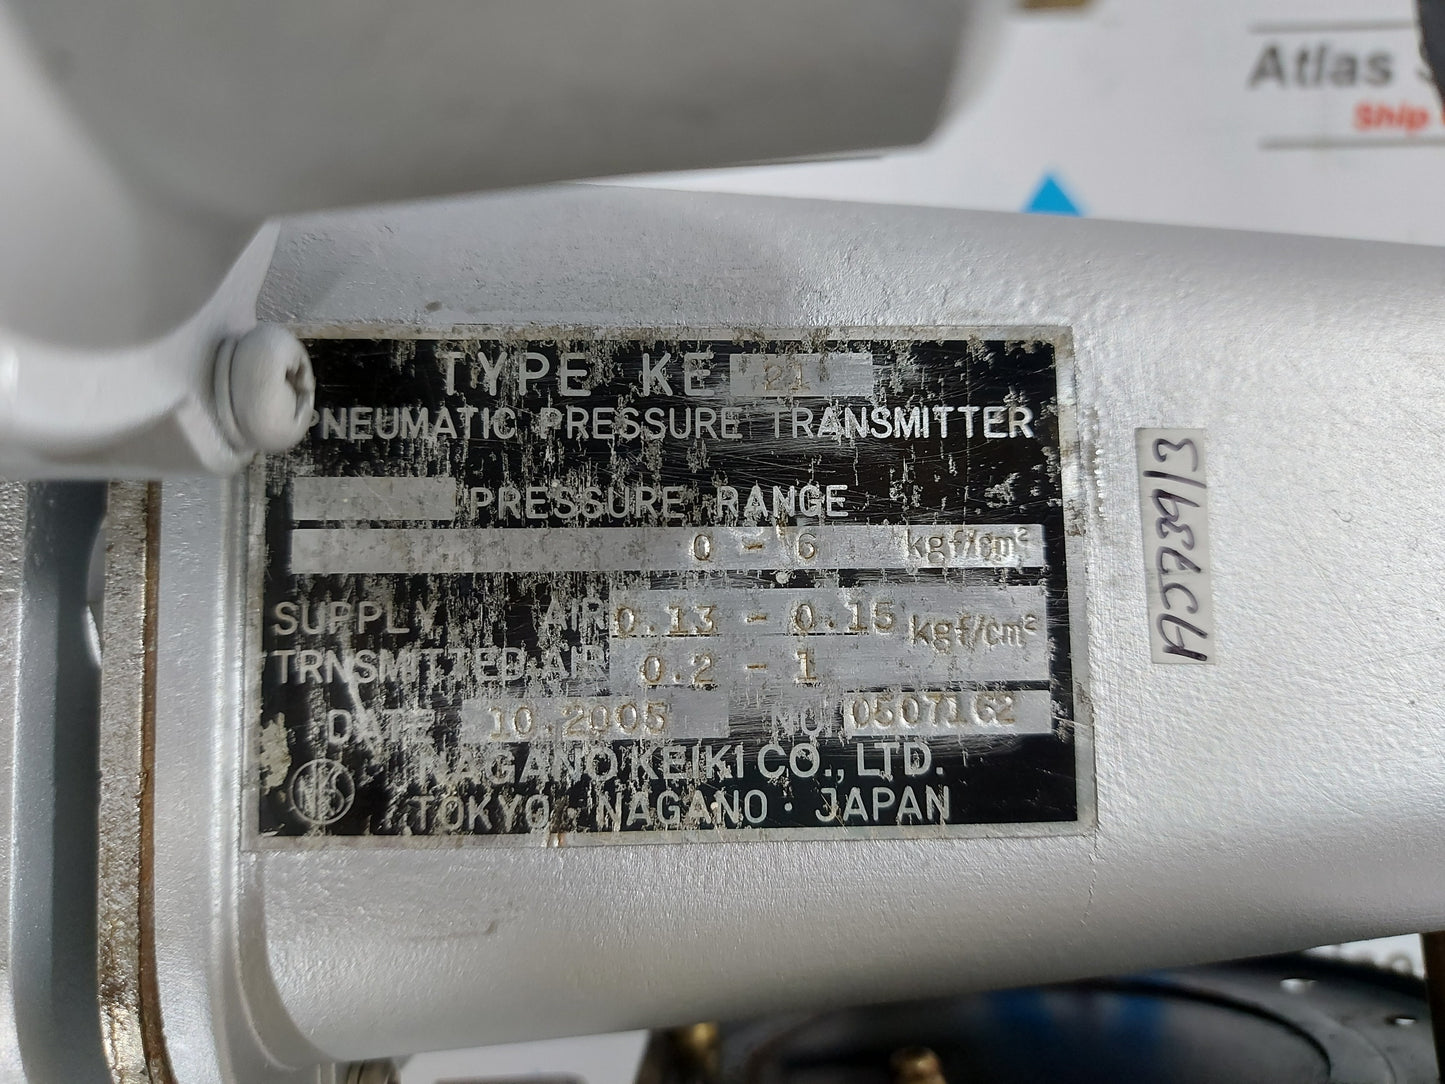 Atlas
Ship
TYPE KE 21
PNEUMATIC PRESSURE TRANSMITTER
PRESSURE RANGE
0 - 6 kgf/cm²
SUPPLY AIR 0.13 - 0.15 kgf/cm²
TRNSMITTED AIR 0.2 - 1
DATE 10 2005 NO 0507162
NAGANO KEIKI CO., LTD.
NKS
TOKYO · NAGANO · JAPAN